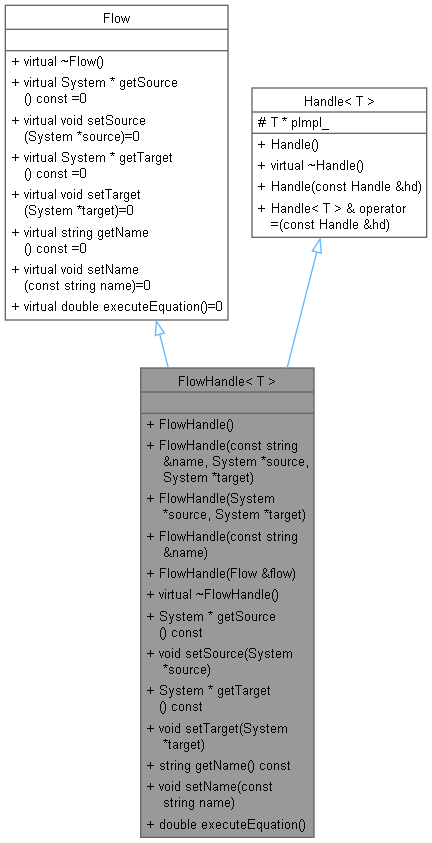 Flow
+ virtual ~Flow()
+ virtual System * getSource
() const =0
+ virtual void setSource
(System *source)=0
+ virtual System * getTarget
() const =0
+ virtual void setTarget
(System *target)=0
+ virtual string getName
() const =0
+ virtual void setName
(const string name)=0
+ virtual double executeEquation()=0
Handle< T >
# T * pImpl_
+ Handle()
+ virtual ~Handle()
+ Handle(const Handle &hd)
+ Handle< T > & operator
=(const Handle &hd)
FlowHandle< T >
+ FlowHandle()
+ FlowHandle(const string
&name, System *source,
System *target)
+ FlowHandle(System
*source, System *target)
+ FlowHandle(const string
&name)
+ FlowHandle(Flow &flow)
+ virtual ~FlowHandle()
+ System * getSource
() const
+ void setSource(System
*source)
+ System * getTarget
() const
+ void setTarget(System
*target)
+ string getName() const
+ void setName(const
string name)
+ double executeEquation()